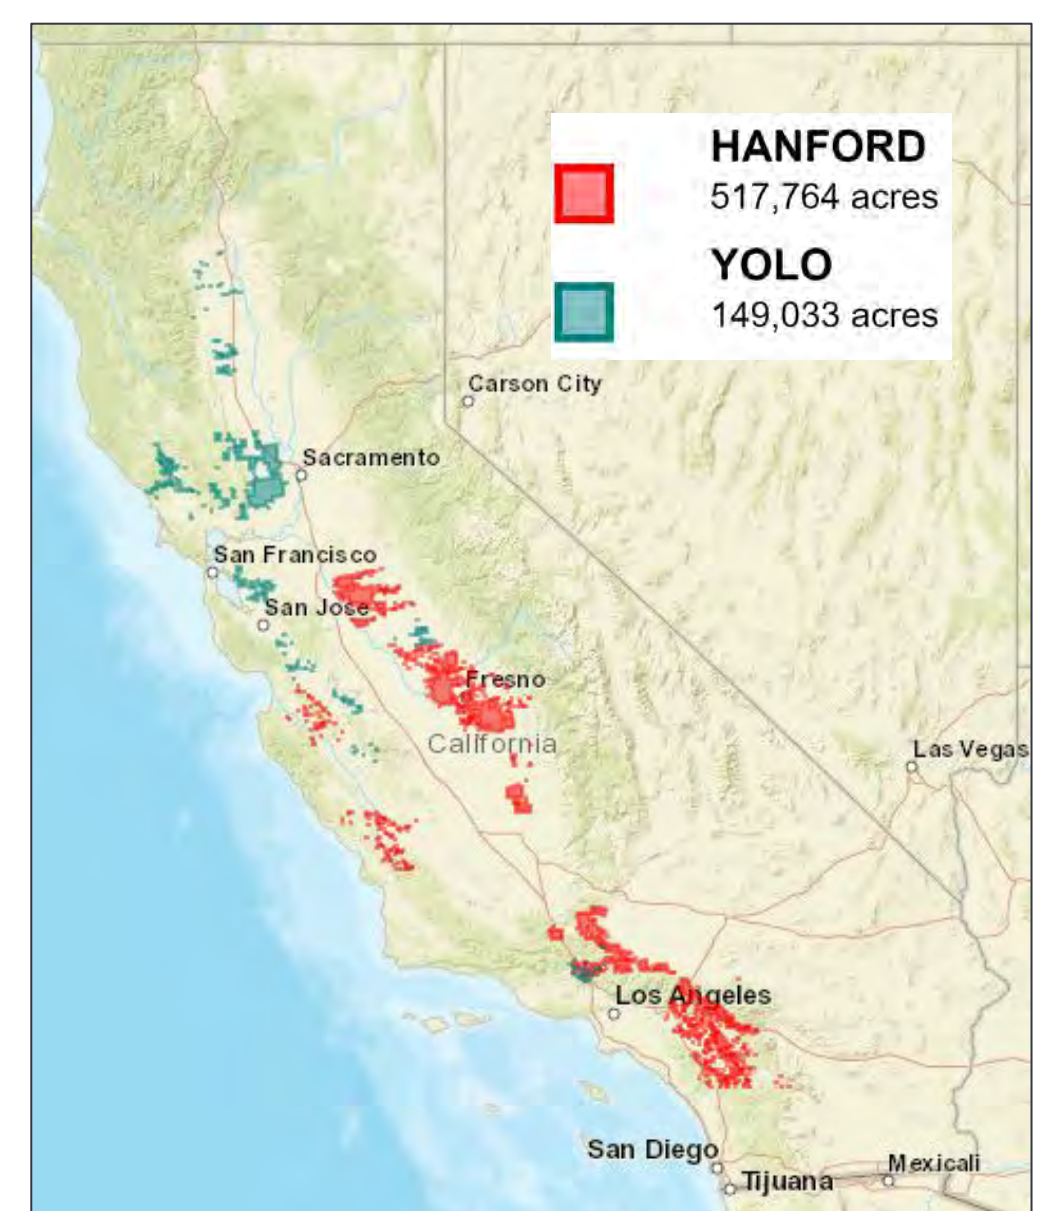 HANFORD
517,764 acres
YOLO
149,033 acres
Carson City
Sacramento
San Francisco
San Jose
Fresno
California
Las Vegas
Los Angeles
San Diego
Mexicali
Tijuana